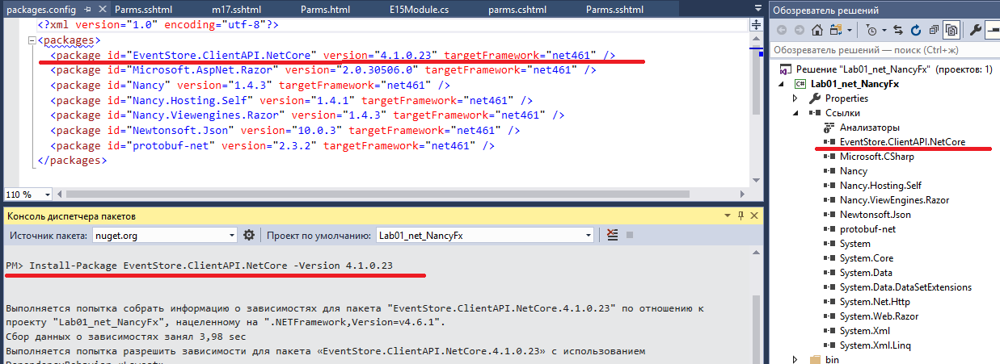 packages.config
Parms.sshtml
m17.sshtml
Parms.html
E15Module.cs
parms.cshtml
Parms.sshtml
<?xml version="1.0" encoding="utf-8"?>
<packages>
<package id="EventStore.ClientAPI.NetCore" version="4.1.0.23" targetFramework="net461" />
<package id="Microsoft.AspNet.Razor" version="2.0.30506.0" targetFramework="net461" />
<package id="Nancy" version="1.4.3" targetFramework="net461" />
<package id="Nancy.Hosting.Self" version="1.4.1" targetFramework="net461" />
<package id="Nancy.Viewengines.Razor" version="1.4.3" targetFramework="net461" />
<package id="Newtonsoft.Json" version="10.0.3" targetFramework="net461" />
<package id="protobuf-net" version="2.3.2" targetFramework="net461" />
</packages>
110 %
Консоль диспетчера пакетов
Источник пакета: nuget.org Проект по умолчанию: Lab01_net_NancyFx
PM> Install-Package EventStore.ClientAPI.NetCore -Version 4.1.0.23
Выполняется попытка собрать информацию о зависимостях для пакета "EventStore.ClientAPI.NetCore.4.1.0.23" по отношению к
проекту "Lab01_net_NancyFx", нацеленному на ".NETFramework,Version=v4.6.1".
Сбор данных о зависимостях занял 3,98 sec
Выполняется попытка разрешить зависимости для пакета «EventStore.ClientAPI.NetCore.4.1.0.23» с использованием
Обозреватель решений
Обозреватель решений — поиск (Ctrl+ж)
Решение "Lab01_net_NancyFx" (проектов: 1)
C# Lab01_net_NancyFx
Properties
Ссылки
Анализаторы
EventStore.ClientAPI.NetCore
Microsoft.CSharp
Nancy
Nancy.Hosting.Self
Nancy.ViewEngines.Razor
Newtonsoft.Json
protobuf-net
System
System.Core
System.Data
System.Data.DataSetExtensions
System.Net.Http
System.Web.Razor
System.Xml
System.Xml.Linq
bin